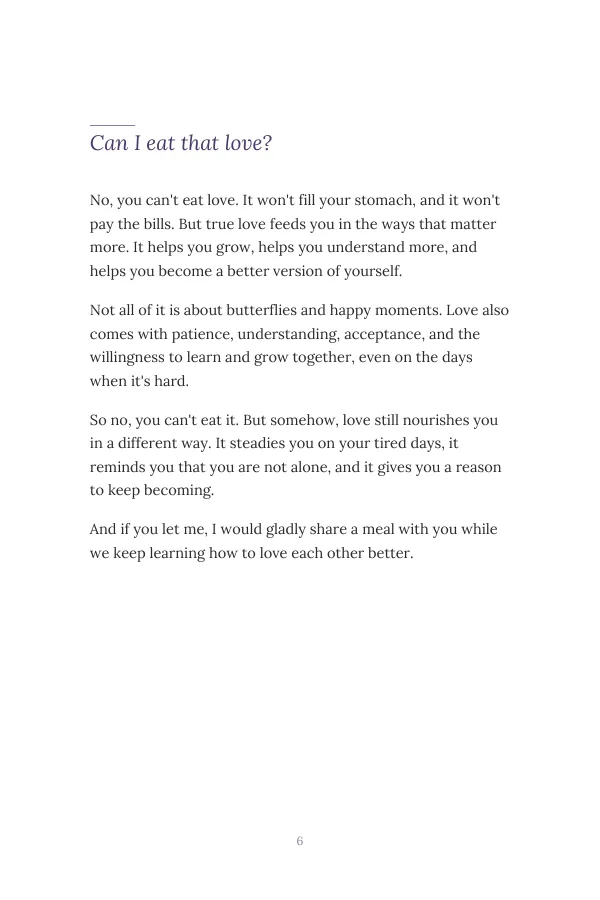 Can I eat that love?
No, you can't eat love. It won't fill your stomach, and it won't
pay the bills. But true love feeds you in the ways that matter
more. It helps you grow, helps you understand more, and
helps you become a better version of yourself.
Not all of it is about butterflies and happy moments. Love also
comes with patience, understanding, acceptance, and the
willingness to learn and grow together, even on the days
when it's hard.
So no, you can't eat it. But somehow, love still nourishes you
in a different way. It steadies you on your tired days, it
reminds you that you are not alone, and it gives you a reason
to keep becoming.
And if you let me, I would gladly share a meal with you while
we keep learning how to love each other better.
6